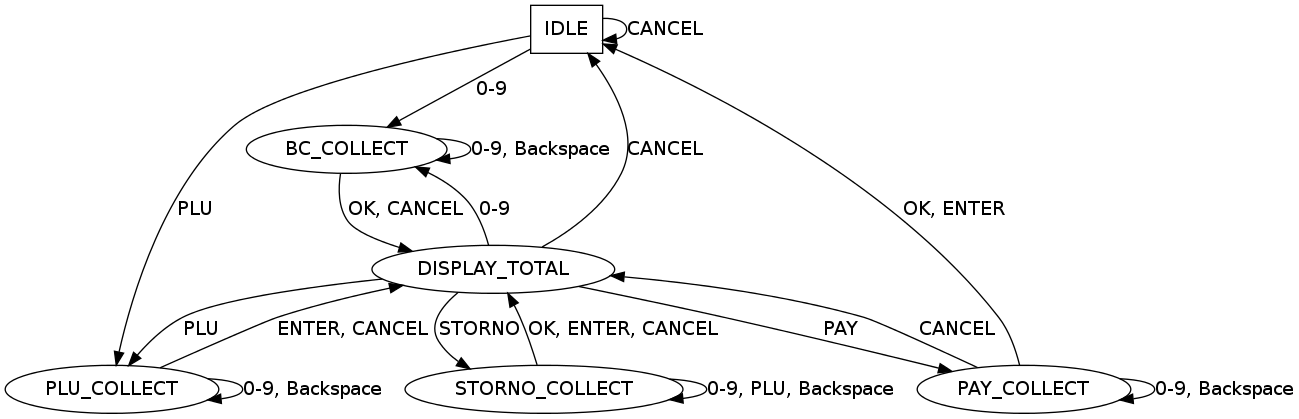 IDLE
CANCEL
0-9
BC_COLLECT
0-9, Backspace
CANCEL
PLU
OK, CANCEL
0-9
OK, ENTER
DISPLAY_TOTAL
PLU
ENTER, CANCEL
STORNO
OK, ENTER, CANCEL
PAY
CANCEL
PLU_COLLECT
0-9, Backspace
STORNO_COLLECT
0-9, PLU, Backspace
PAY_COLLECT
0-9, Backspace